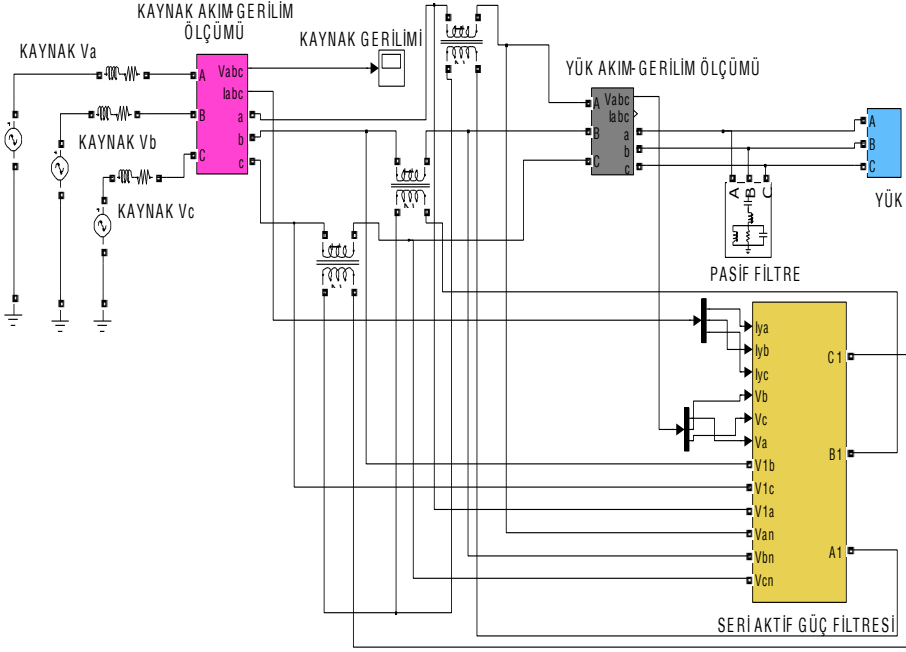 KAYNAK AKIM-GERİLİM
ÖLÇÜMÜ
KAYNAK Va
KAYNAK GERİLİMİ
YÜK AKIM-GERİLİM ÖLÇÜMÜ
A
B
C
Vabc
Iabc
a
b
c
KAYNAK Vb
KAYNAK Vc
A
B
C
Vabc
Iabc
a
b
c
A
B
C
YÜK
A B C
PASİF FİLTRE
Iya
Iyb
Iyc
Vb
Vc
Va
V1b
V1c
V1a
Van
Vbn
Vcn
C1
B1
A1
SERİ AKTİF GÜÇ FİLTRESİ